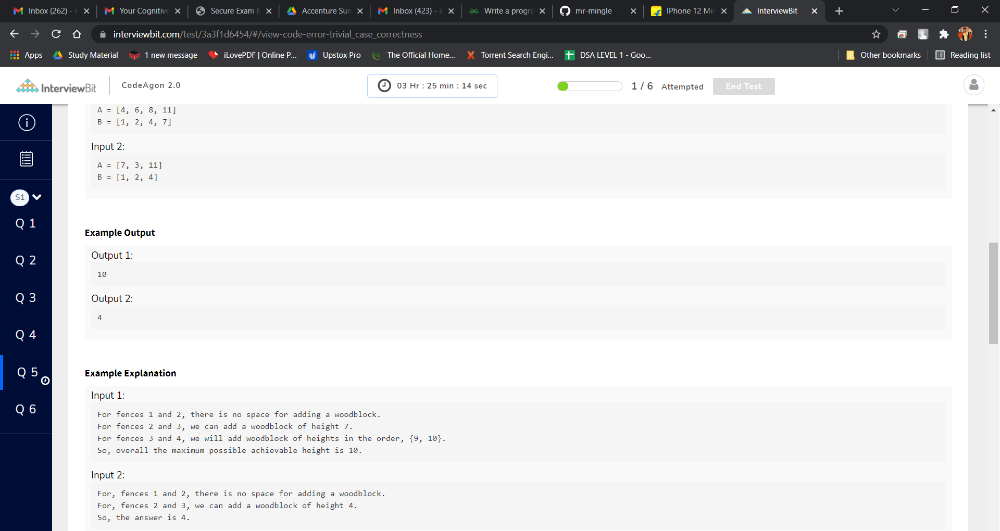 Inbox (262) -
Your Cognitive
Secure Exam
Accenture Sun
Inbox (423) -
Write a progra
mr-mingle
IPhone 12 Min
InterviewBit
interviewbit.com/test/3a3f1d6454/#/view-code-error-trivial_case_correctness
Apps
Study Material
1 new message
iLovePDF | Online P...
Upstox Pro
YTS
The Official Home...
Torrent Search Engi...
DSA LEVEL 1 - Goo...
Other bookmarks
Reading list
InterviewBit
CodeAgon 2.0
03 Hr : 25 min : 14 sec
1 / 6 Attempted
End Test
A = [4, 6, 8, 11]
B = [1, 2, 4, 7]
Input 2:
A = [7, 3, 11]
B = [1, 2, 4]
S1
Q 1
Q 2
Q 3
Q 4
Q 5
Q 6
Example Output
Output 1:
10
Output 2:
4
Example Explanation
Input 1:
For fences 1 and 2, there is no space for adding a woodblock.
For fences 2 and 3, we can add a woodblock of height 7.
For fences 3 and 4, we will add woodblock of heights in the order, {9, 10}.
So, overall the maximum possible achievable height is 10.
Input 2:
For, fences 1 and 2, there is no space for adding a woodblock.
For, fences 2 and 3, we can add a woodblock of height 4.
So, the answer is 4.